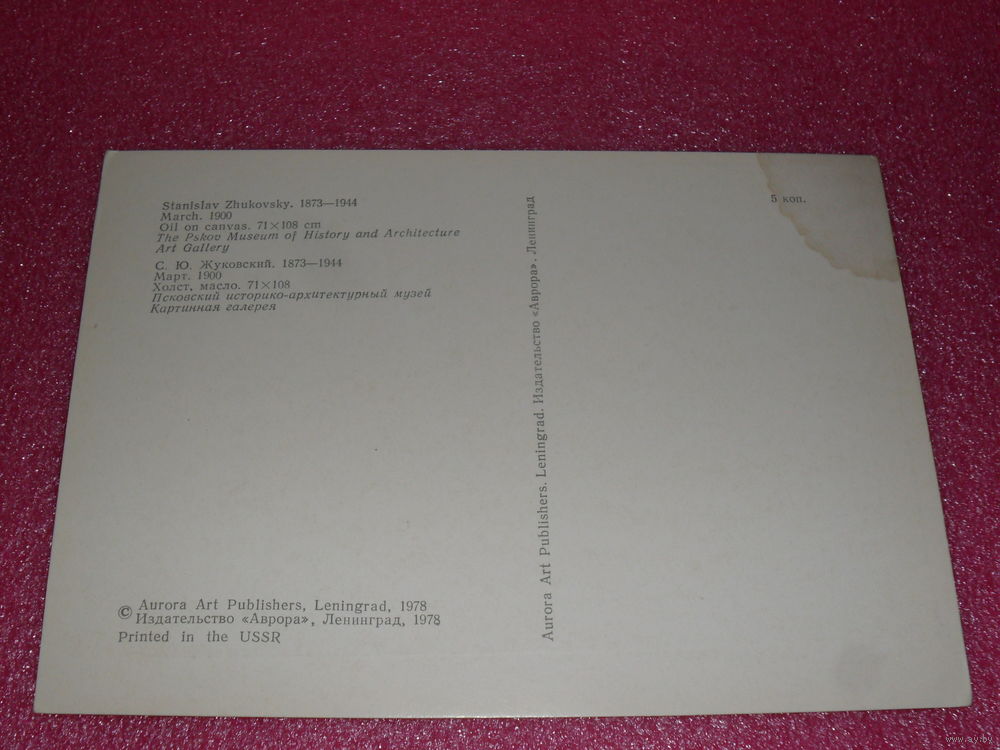 Stanislav Zhukovsky. 1873—1944
March. 1900
Oil on canvas. 71×108 cm
The Pskov Museum of History and Architecture
Art Gallery
С. Ю. Жуковский. 1873—1944
Март. 1900
Холст, масло. 71×108
Псковский историко-архитектурный музей
Картинная галерея
5 коп.
Aurora Art Publishers. Leningrad. Издательство «Аврора». Ленинград
© Aurora Art Publishers, Leningrad, 1978
Издательство «Аврора», Ленинград, 1978
Printed in the USSR
www.ay.by